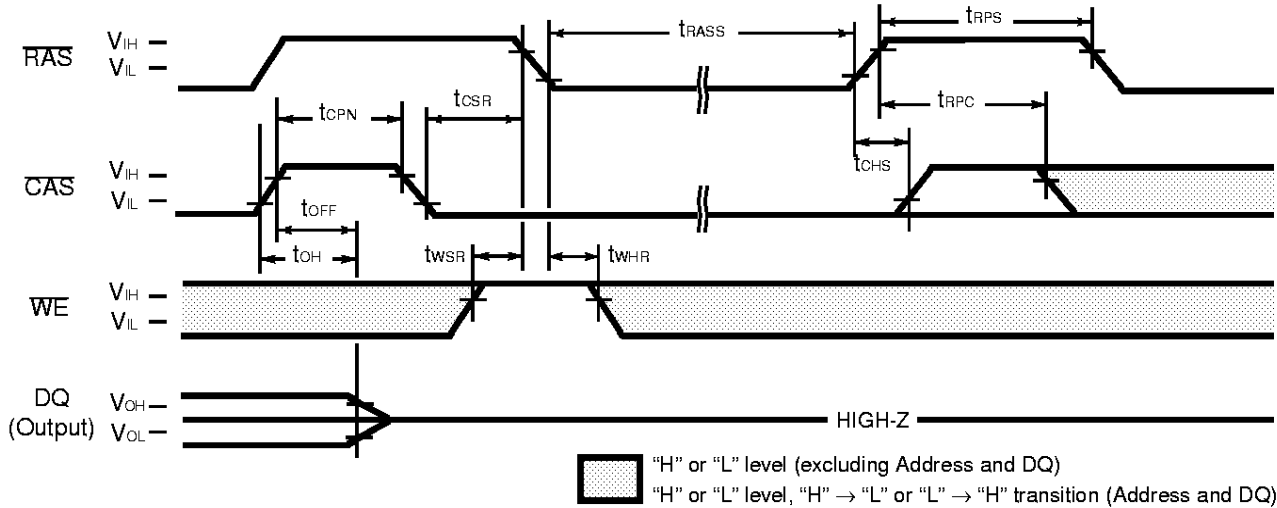 RAS
VIH
VIL
tRASS
tRPS
tCPN
tCSR
tRPC
tCHS
CAS
VIH
VIL
tOFF
tOH
tWSR
tWHR
WE
VIH
VIL
DQ
(Output)
VOH
VOL
HIGH-Z
“H” or “L” level (excluding Address and DQ)
“H” or “L” level, “H” → “L” or “L” → “H” transition (Address and DQ)